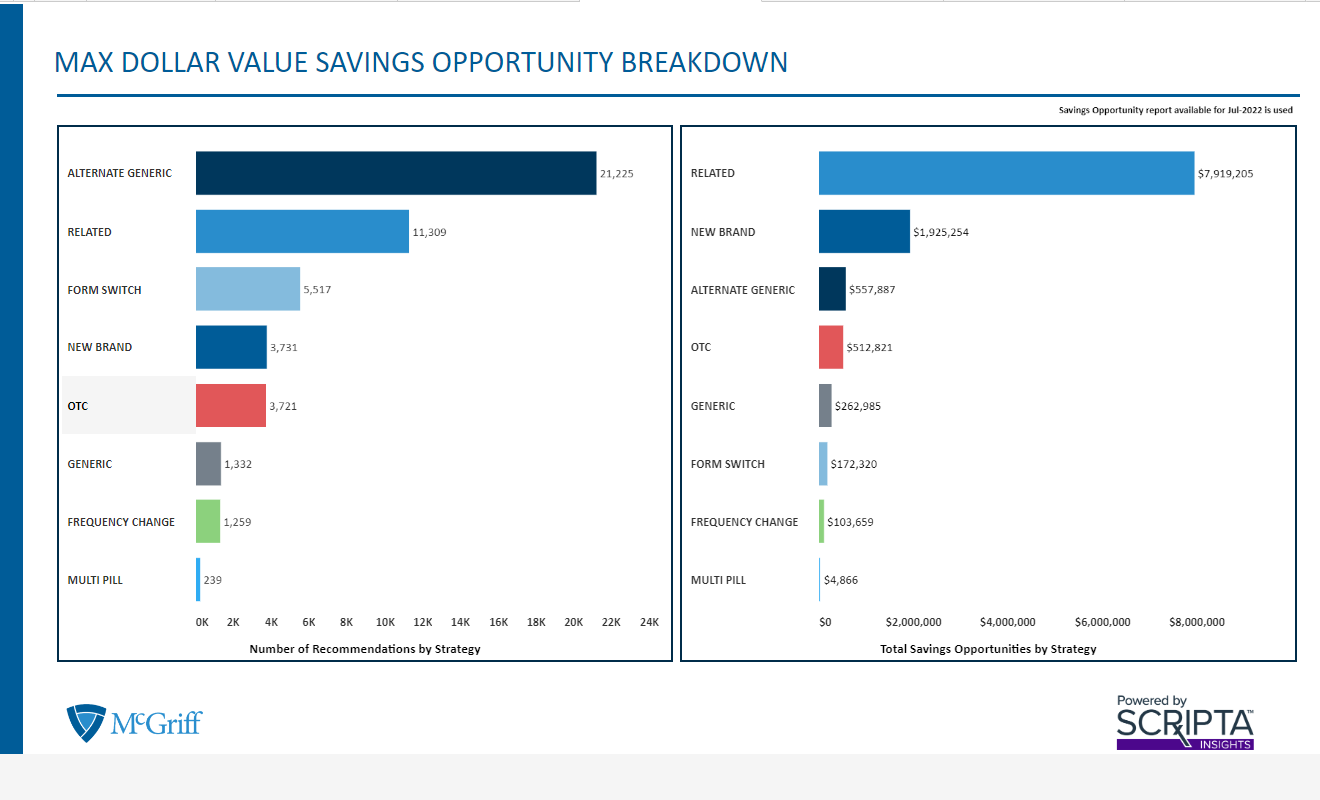 MAX DOLLAR VALUE SAVINGS OPPORTUNITY BREAKDOWN
Savings Opportunity report available for Jul-2022 is used
ALTERNATE GENERIC 21,225
RELATED 11,309
FORM SWITCH 5,517
NEW BRAND 3,731
OTC 3,721
GENERIC 1,332
FREQUENCY CHANGE 1,259
MULTI PILL 239
0K 2K 4K 6K 8K 10K 12K 14K 16K 18K 20K 22K 24K
Number of Recommendations by Strategy
RELATED $7,919,205
NEW BRAND $1,925,254
ALTERNATE GENERIC $557,887
OTC $512,821
GENERIC $262,985
FORM SWITCH $172,320
FREQUENCY CHANGE $103,659
MULTI PILL $4,866
$0 $2,000,000 $4,000,000 $6,000,000 $8,000,000
Total Savings Opportunities by Strategy
McGriff
Powered by
SCRIPTA™
INSIGHTS